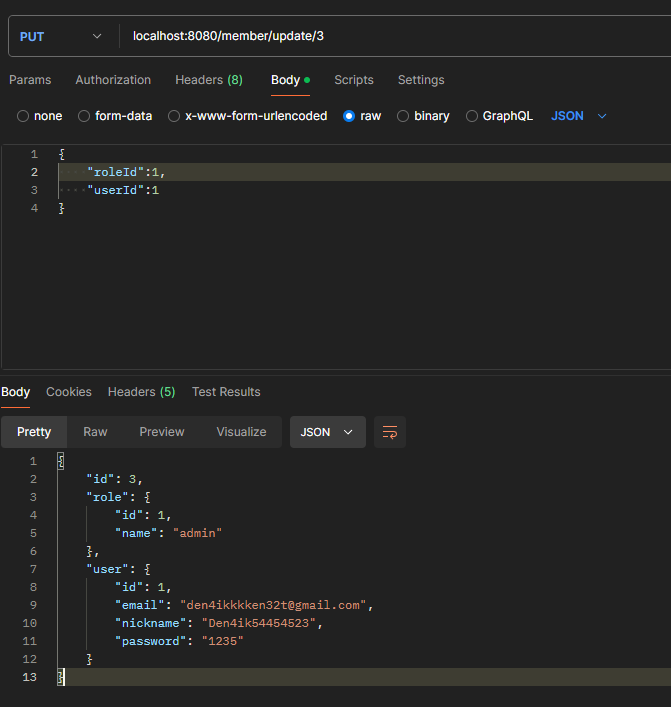 PUT localhost:8080/member/update/3
Params Authorization Headers (8) Body Scripts Settings
none form-data x-www-form-urlencoded raw binary GraphQL JSON
1 {
2 "roleId":1,
3 "userId":1
4 }
Body Cookies Headers (5) Test Results
Pretty Raw Preview Visualize JSON
1 {
2 "id": 3,
3 "role": {
4 "id": 1,
5 "name": "admin"
6 },
7 "user": {
8 "id": 1,
9 "email": "den4ikkkken32t@gmail.com",
10 "nickname": "Den4ik54454523",
11 "password": "1235"
12 }
13 }